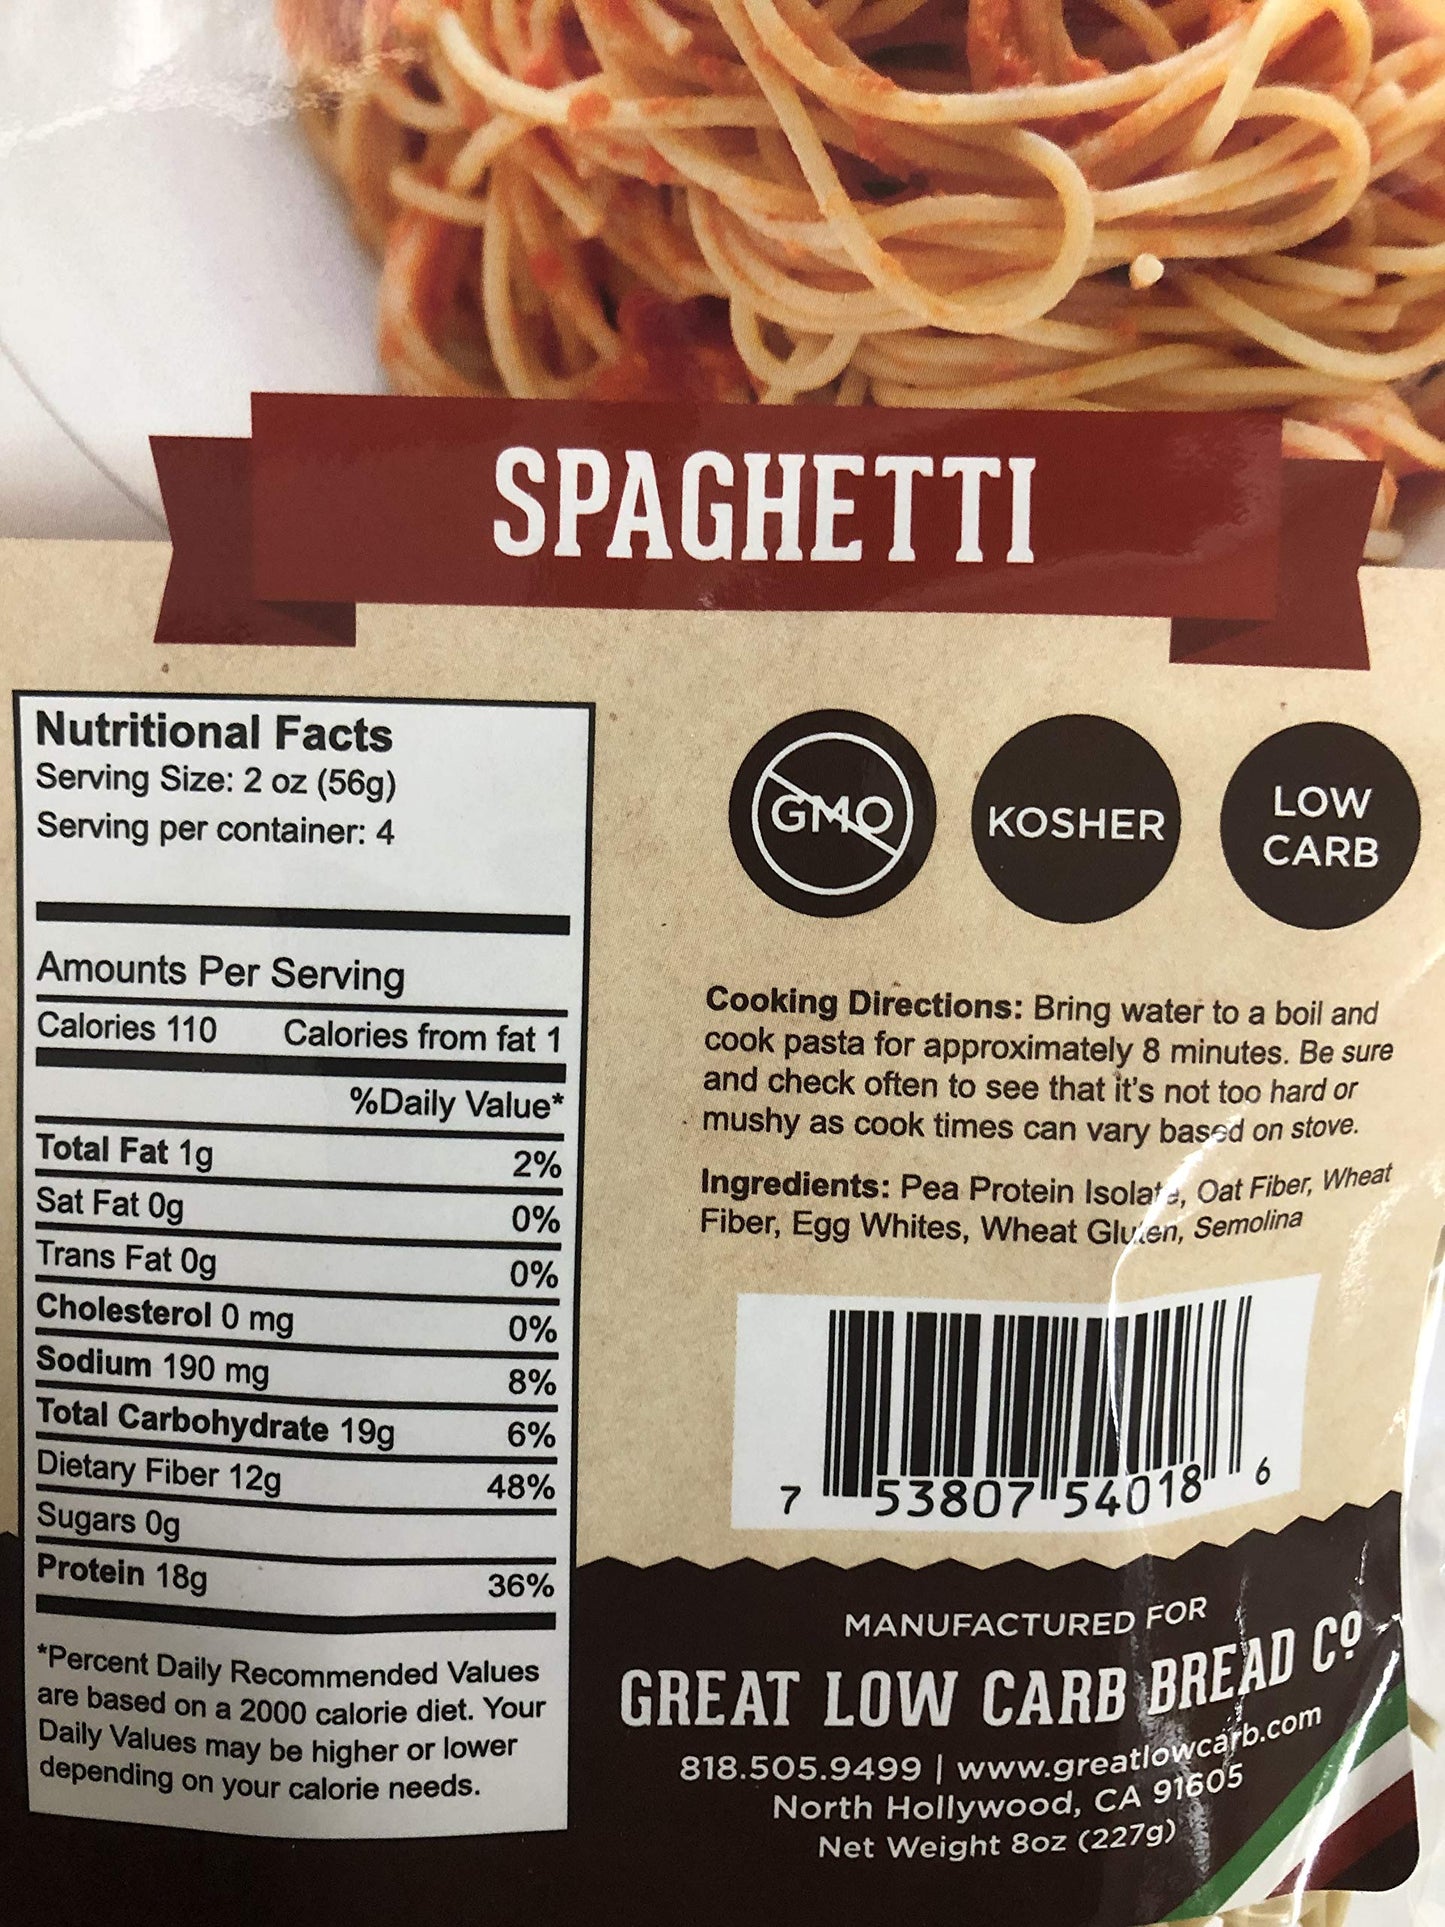 SPAGHETTI
Nutritional Facts
Serving Size: 2 oz (56g)
Serving per container: 4
Amounts Per Serving
Calories 110 Calories from fat 1
%Daily Value*
Total Fat 1g 2%
Sat Fat 0g 0%
Trans Fat 0g 0%
Cholesterol 0 mg 0%
Sodium 190 mg 8%
Total Carbohydrate 19g 6%
Dietary Fiber 12g 48%
Sugars 0g
Protein 18g 36%
*Percent Daily Recommended Values
are based on a 2000 calorie diet. Your
Daily Values may be higher or lower
depending on your calorie needs.
GMO
KOSHER
LOW
CARB
Cooking Directions: Bring water to a boil and
cook pasta for approximately 8 minutes. Be sure
and check often to see that it's not too hard or
mushy as cook times can vary based on stove.
Ingredients: Pea Protein Isolate, Oat Fiber, Wheat
Fiber, Egg Whites, Wheat Gluten, Semolina
7 53807 54018 6
MANUFACTURED FOR
GREAT LOW CARB BREAD Cº
818.505.9499 | www.greatlowcarb.com
North Hollywood, CA 91605
Net Weight 8oz (227g)